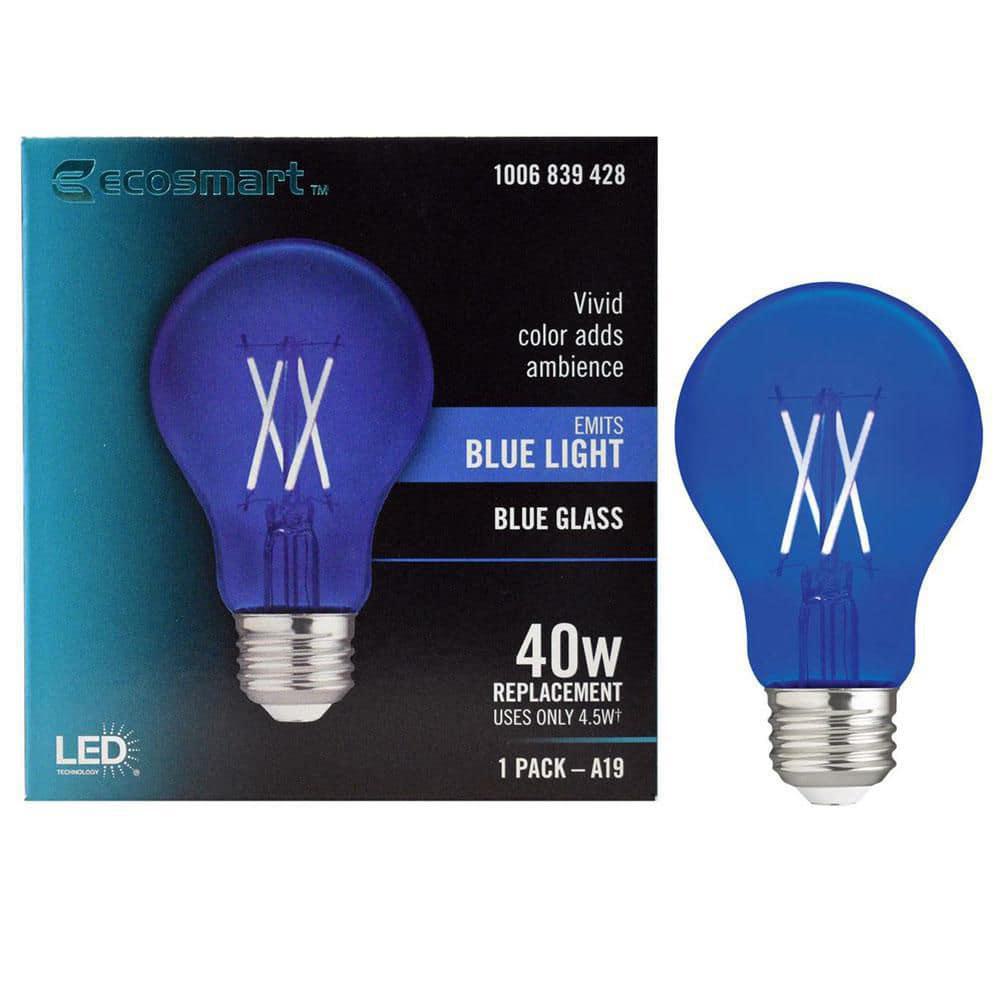 ecosmart™
1006 839 428
Vivid
color adds
ambience
EMITS
BLUE LIGHT
BLUE GLASS
40W
REPLACEMENT
USES ONLY 4.5W†
1 PACK – A19
LED
TECHNOLOGY ®